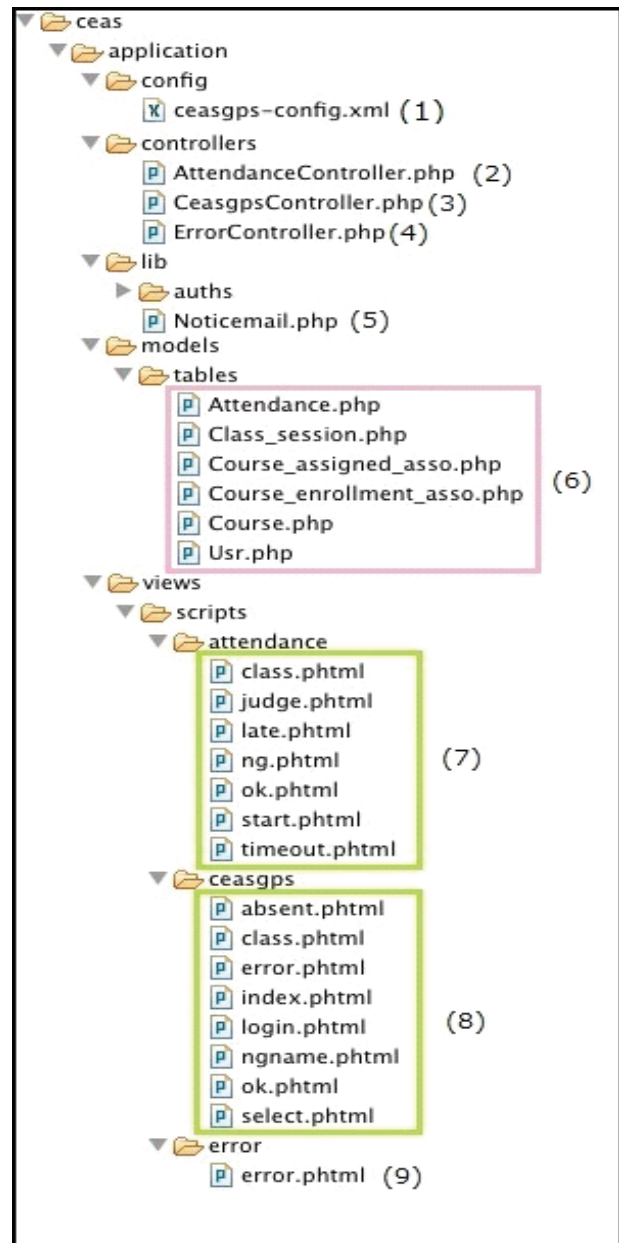 ceas
application
config
ceasgps-config.xml (1)
controllers
AttendanceController.php (2)
CeasgpsController.php (3)
ErrorController.php (4)
lib
auths
Noticemail.php (5)
models
tables
Attendance.php
Class_session.php
Course_assigned_asso.php
Course_enrollment_asso.php
Course.php
Usr.php
(6)
views
scripts
attendance
class.phtml
judge.phtml
late.phtml
ng.phtml
ok.phtml
start.phtml
timeout.phtml
(7)
ceasgps
absent.phtml
class.phtml
error.phtml
index.phtml
login.phtml
ngname.phtml
ok.phtml
select.phtml
(8)
error
error.phtml (9)